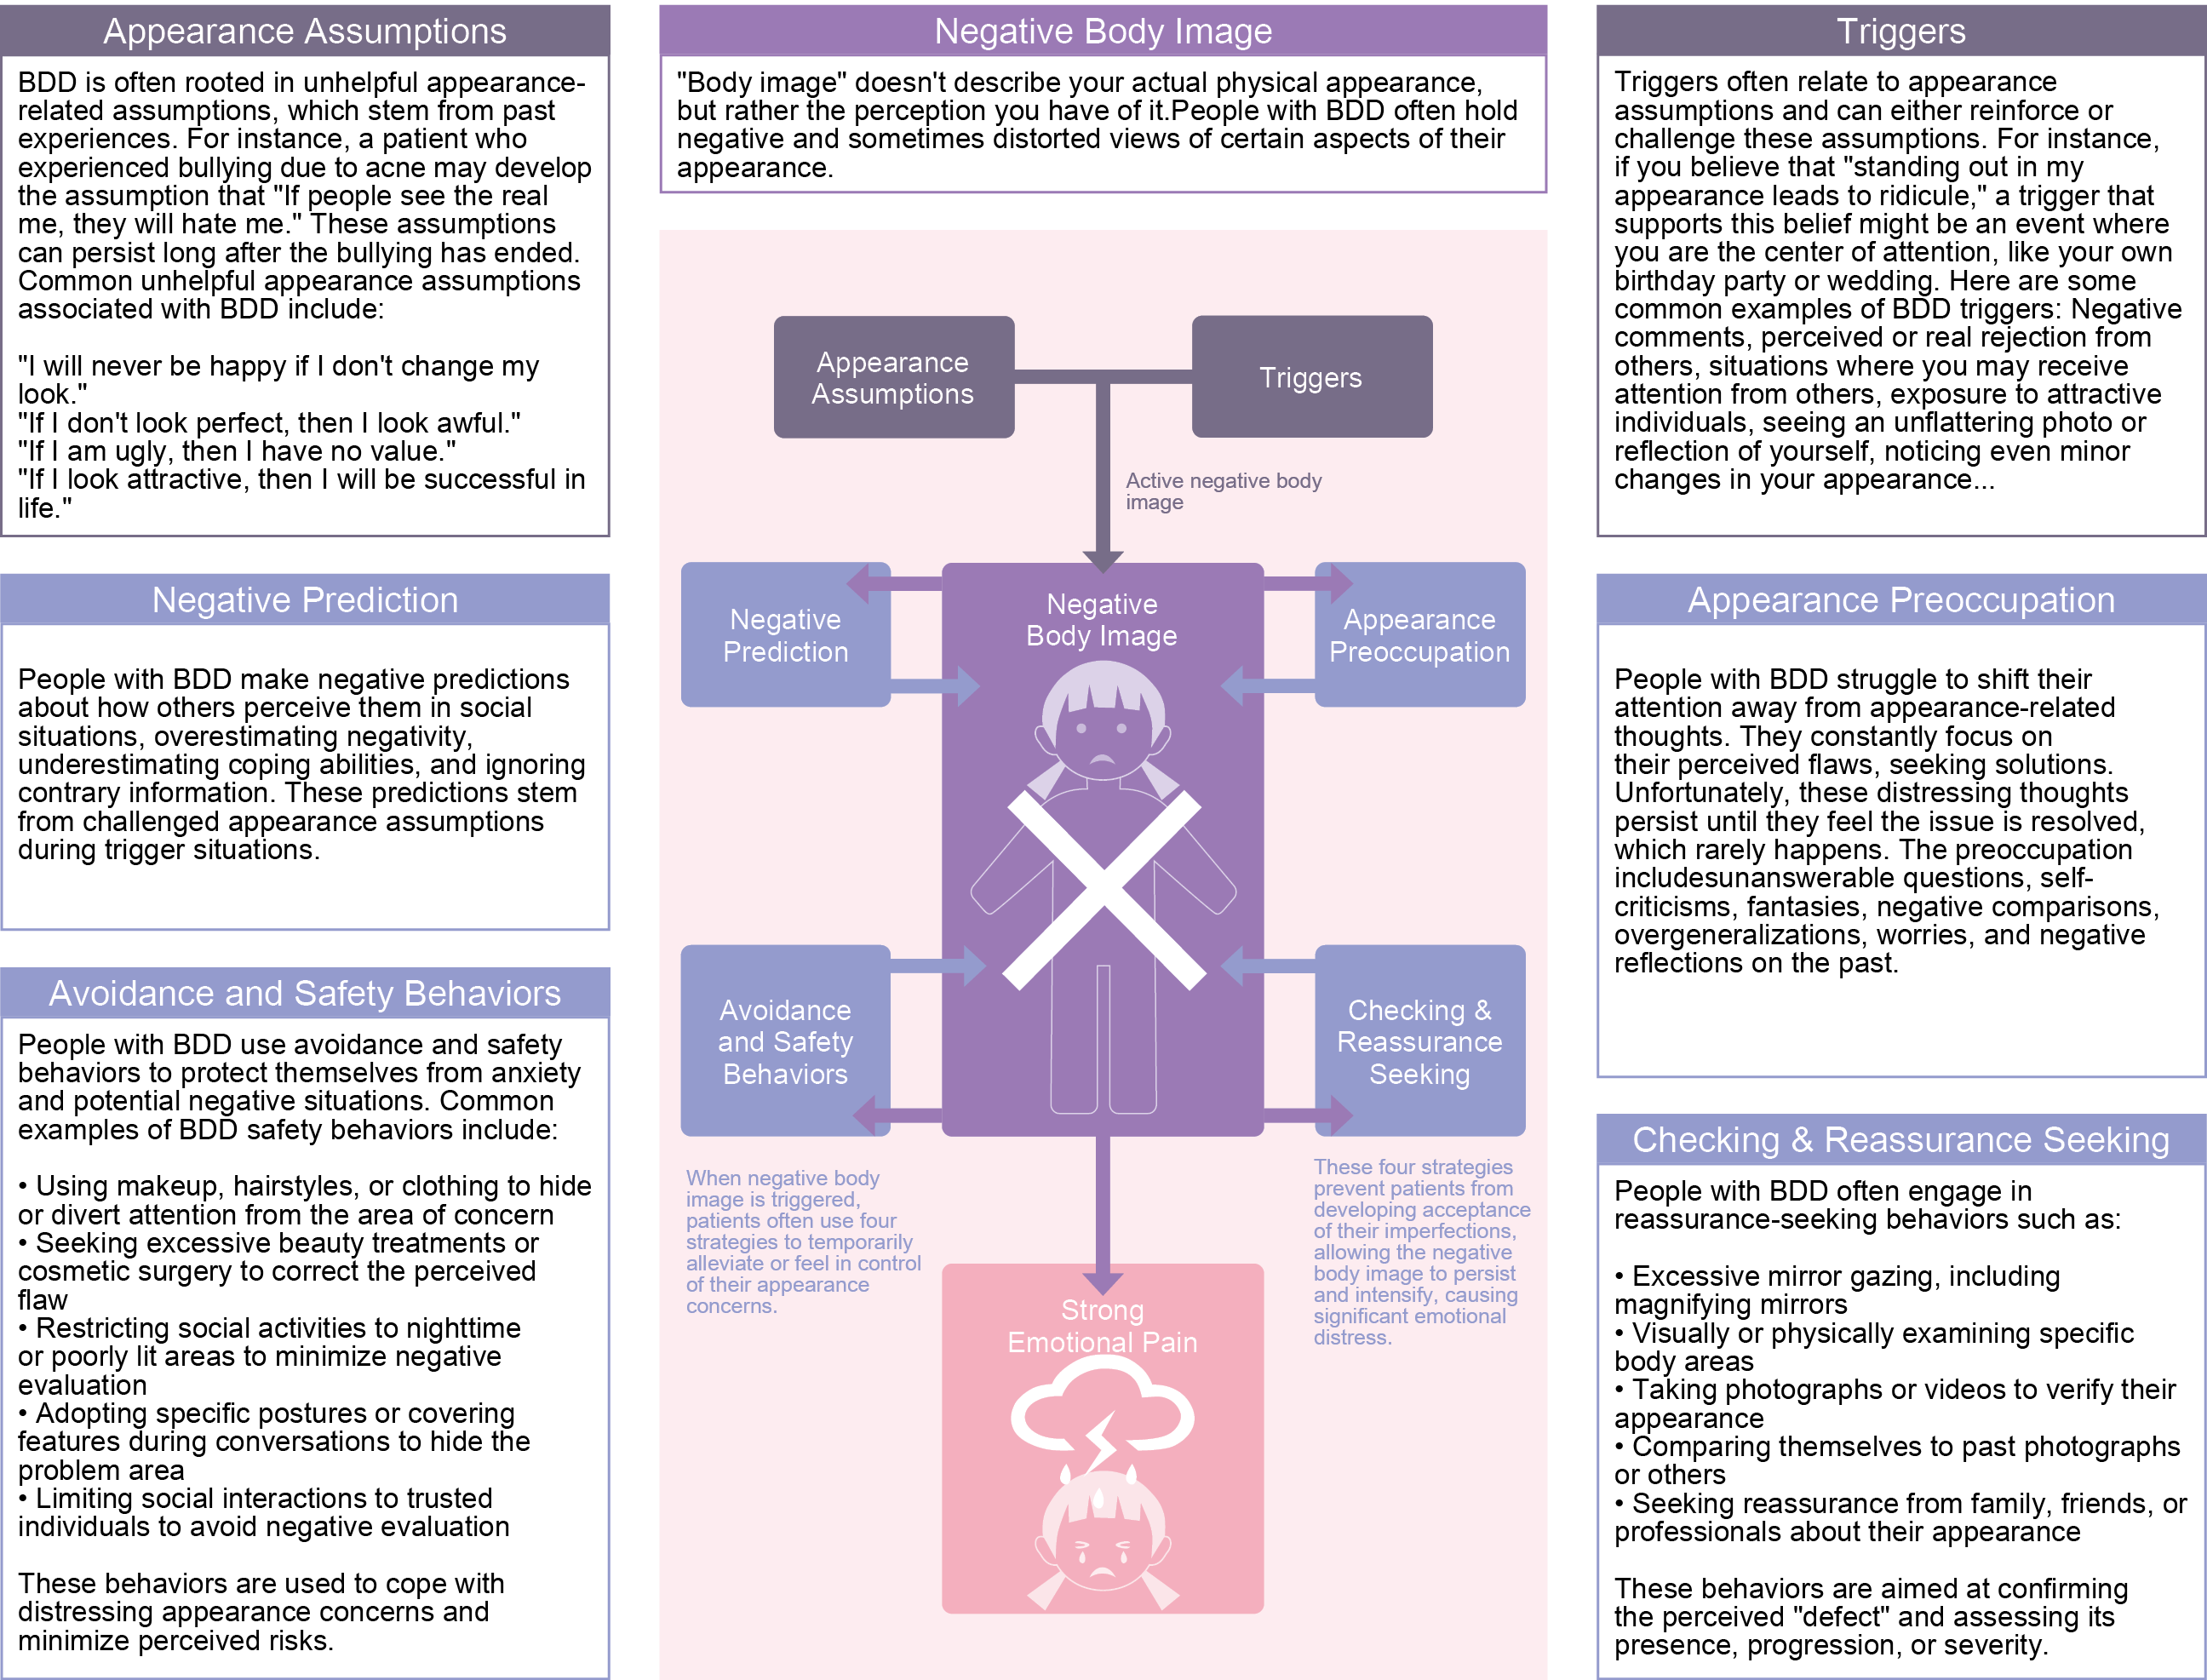 Appearance Assumptions
BDD is often rooted in unhelpful appearance-
related assumptions, which stem from past
experiences. For instance, a patient who
experienced bullying due to acne may develop
the assumption that "If people see the real
me, they will hate me." These assumptions
can persist long after the bullying has ended.
Common unhelpful appearance assumptions
associated with BDD include:
"I will never be happy if I don't change my
look."
"If I don't look perfect, then I look awful."
"If I am ugly, then I have no value."
"If I look attractive, then I will be successful in
life."
Negative Prediction
People with BDD make negative predictions
about how others perceive them in social
situations, overestimating negativity,
underestimating coping abilities, and ignoring
contrary information. These predictions stem
from challenged appearance assumptions
during trigger situations.
Avoidance and Safety Behaviors
People with BDD use avoidance and safety
behaviors to protect themselves from anxiety
and potential negative situations. Common
examples of BDD safety behaviors include:
• Using makeup, hairstyles, or clothing to hide
or divert attention from the area of concern
• Seeking excessive beauty treatments or
cosmetic surgery to correct the perceived
flaw
• Restricting social activities to nighttime
or poorly lit areas to minimize negative
evaluation
• Adopting specific postures or covering
features during conversations to hide the
problem area
• Limiting social interactions to trusted
individuals to avoid negative evaluation
These behaviors are used to cope with
distressing appearance concerns and
minimize perceived risks.
Negative Body Image
"Body image" doesn't describe your actual physical appearance,
but rather the perception you have of it.People with BDD often hold
negative and sometimes distorted views of certain aspects of their
appearance.
Appearance
Assumptions
Triggers
Active negative body
image
Negative
Prediction
Negative
Body Image
Appearance
Preoccupation
Avoidance
and Safety
Behaviors
Checking &
Reassurance
Seeking
When negative body
image is triggered,
patients often use four
strategies to temporarily
alleviate or feel in control
of their appearance
concerns.
These four strategies
prevent patients from
developing acceptance
of their imperfections,
allowing the negative
body image to persist
and intensify, causing
significant emotional
distress.
Strong
Emotional Pain
Triggers
Triggers often relate to appearance
assumptions and can either reinforce or
challenge these assumptions. For instance,
if you believe that "standing out in my
appearance leads to ridicule," a trigger that
supports this belief might be an event where
you are the center of attention, like your own
birthday party or wedding. Here are some
common examples of BDD triggers: Negative
comments, perceived or real rejection from
others, situations where you may receive
attention from others, exposure to attractive
individuals, seeing an unflattering photo or
reflection of yourself, noticing even minor
changes in your appearance...
Appearance Preoccupation
People with BDD struggle to shift their
attention away from appearance-related
thoughts. They constantly focus on
their perceived flaws, seeking solutions.
Unfortunately, these distressing thoughts
persist until they feel the issue is resolved,
which rarely happens. The preoccupation
includesunanswerable questions, self-
criticisms, fantasies, negative comparisons,
overgeneralizations, worries, and negative
reflections on the past.
Checking & Reassurance Seeking
People with BDD often engage in
reassurance-seeking behaviors such as:
• Excessive mirror gazing, including
magnifying mirrors
• Visually or physically examining specific
body areas
• Taking photographs or videos to verify their
appearance
• Comparing themselves to past photographs
or others
• Seeking reassurance from family, friends, or
professionals about their appearance
These behaviors are aimed at confirming
the perceived "defect" and assessing its
presence, progression, or severity.